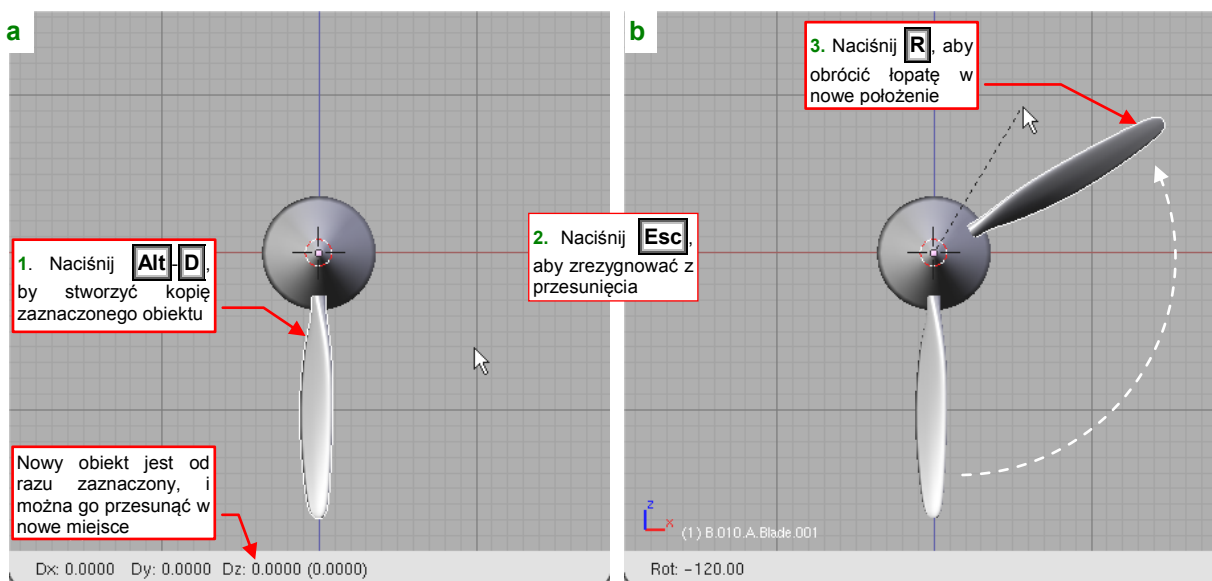 a
1. Naciśnij Alt-D,
by stworzyć kopię
zaznaczonego obiektu
Nowy obiekt jest od
razu zaznaczony, i
można go przesunąć w
nowe miejsce
Dx: 0.0000 Dy: 0.0000 Dz: 0.0000 (0.0000)
2. Naciśnij Esc,
aby zrezygnować z
przesunięcia
b
3. Naciśnij R, aby
obrócić łopatę w
nowe położenie
z
x
(1) B.010.A.Blade.001
Rot: -120.00